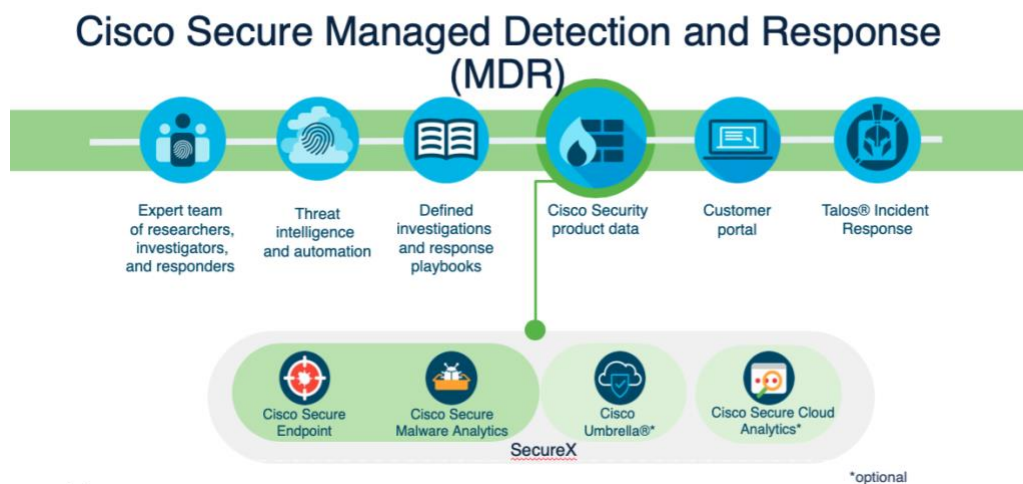 Cisco Secure Managed Detection and Response
(MDR)
Expert team
of researchers,
investigators,
and responders
Threat
intelligence
and automation
Defined
investigations
and response
playbooks
Cisco Security
product data
Customer
portal
Talos® Incident
Response
Cisco Secure
Endpoint
Cisco Secure
Malware Analytics
Cisco
Umbrella®*
Cisco Secure Cloud
Analytics*
SecureX
*optional